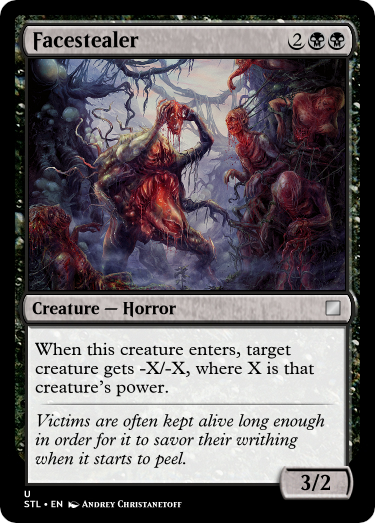 Facestealer 2
Creature — Horror
When this creature enters, target
creature gets -X/-X, where X is that
creature's power.
Victims are often kept alive long enough
in order for it to savor their writhing
when it starts to peel.
3/2
U
STL • EN Andrey Christanetoff